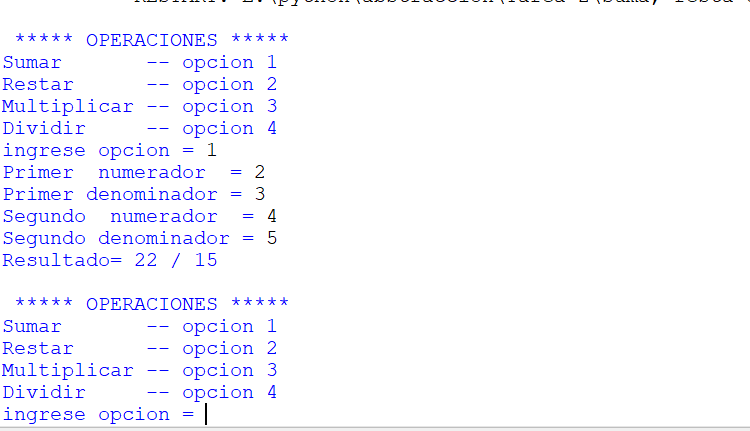 ***** OPERACIONES *****
Sumar       -- opcion 1
Restar      -- opcion 2
Multiplicar -- opcion 3
Dividir     -- opcion 4
ingrese opcion = 1
Primer  numerador  = 2
Primer denominador = 3
Segundo  numerador  = 4
Segundo denominador = 5
Resultado= 22 / 15

 ***** OPERACIONES *****
Sumar       -- opcion 1
Restar      -- opcion 2
Multiplicar -- opcion 3
Dividir     -- opcion 4
ingrese opcion =